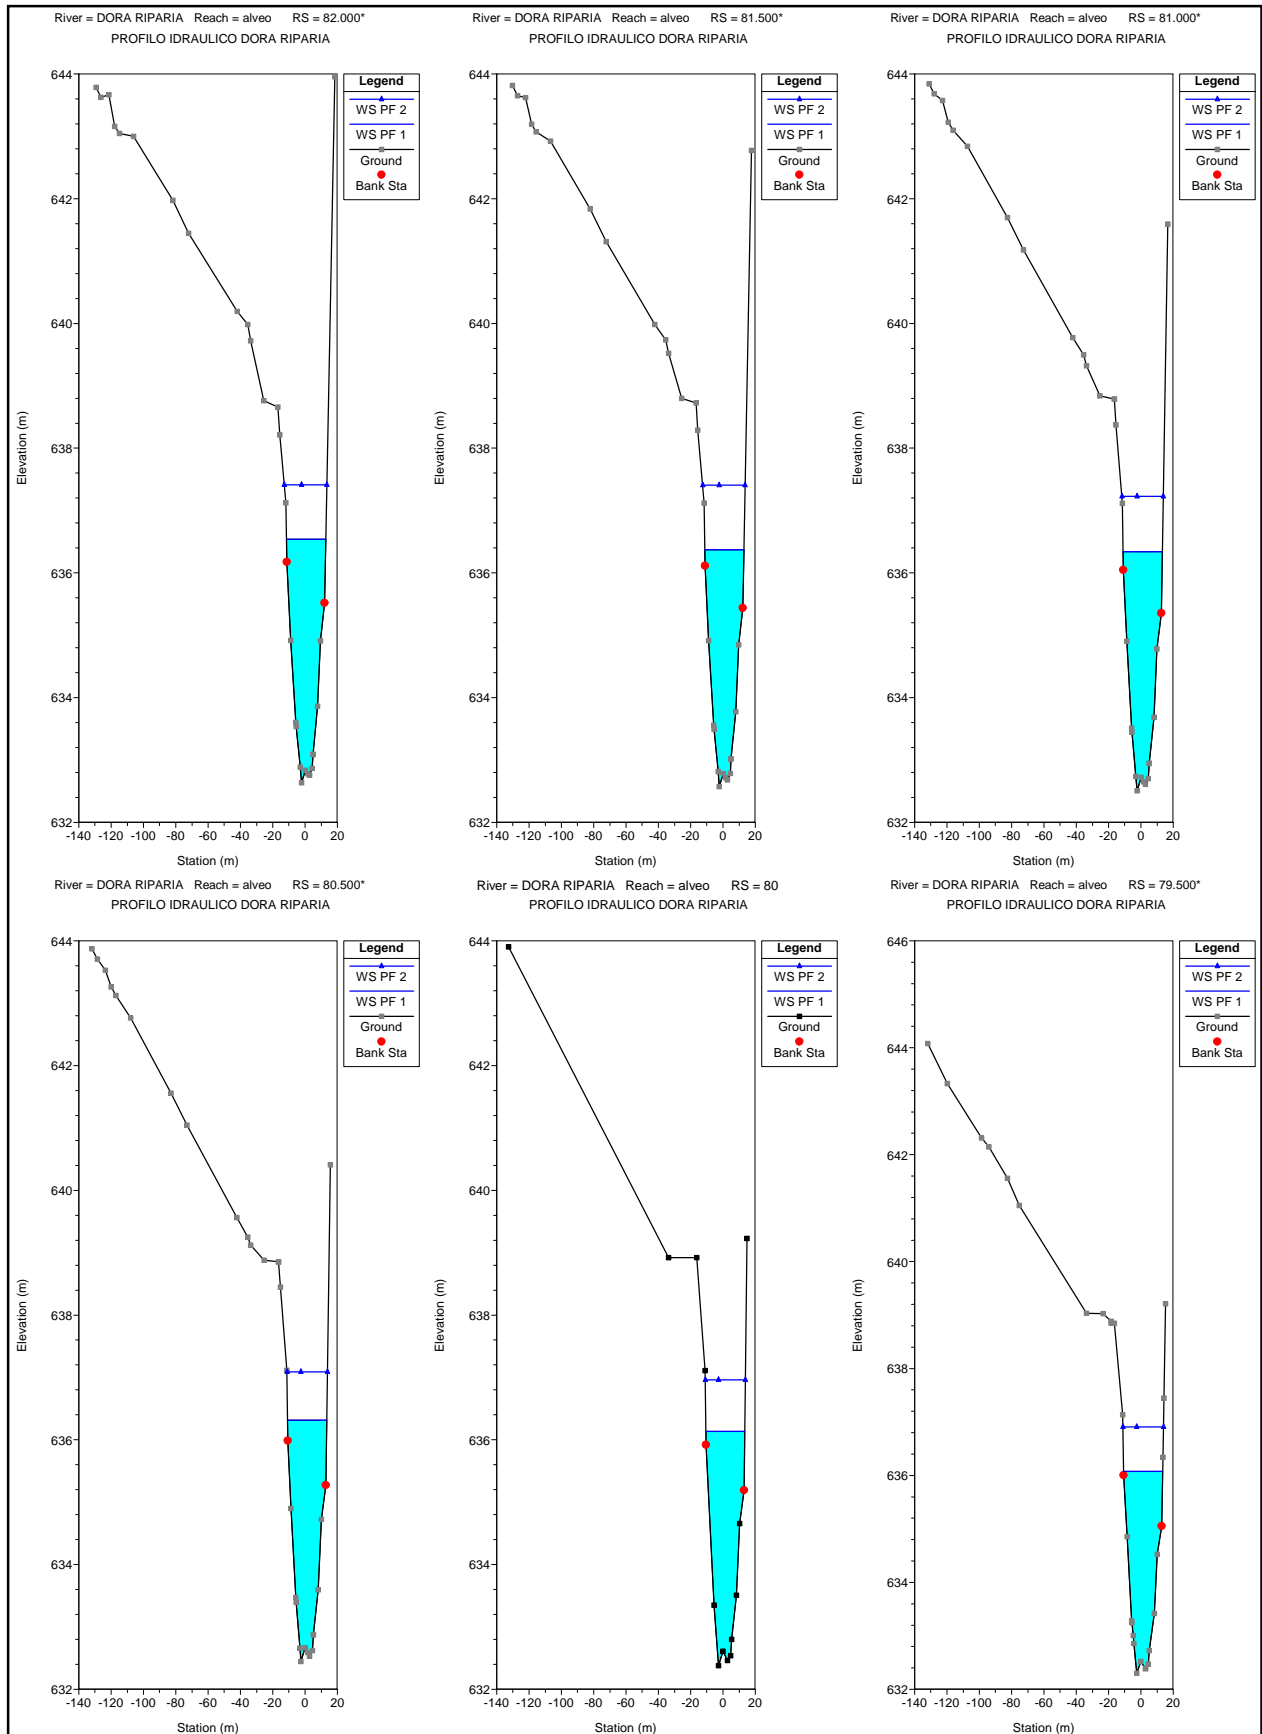 River = DORA RIPARIA   Reach = alveo      RS = 82.000*
PROFILO IDRAULICO DORA RIPARIA
644
642
640
638
636
634
632
Elevation (m)
-140 -120 -100 -80 -60 -40 -20 0 20
Station (m)
Legend
WS PF 2
WS PF 1
Ground
Bank Sta
River = DORA RIPARIA   Reach = alveo      RS = 81.500*
PROFILO IDRAULICO DORA RIPARIA
644
642
640
638
636
634
632
Elevation (m)
-140 -120 -100 -80 -60 -40 -20 0 20
Station (m)
Legend
WS PF 2
WS PF 1
Ground
Bank Sta
River = DORA RIPARIA   Reach = alveo      RS = 81.000*
PROFILO IDRAULICO DORA RIPARIA
644
642
640
638
636
634
632
Elevation (m)
-140 -120 -100 -80 -60 -40 -20 0 20
Station (m)
Legend
WS PF 2
WS PF 1
Ground
Bank Sta
River = DORA RIPARIA   Reach = alveo      RS = 80.500*
PROFILO IDRAULICO DORA RIPARIA
644
642
640
638
636
634
632
Elevation (m)
-140 -120 -100 -80 -60 -40 -20 0 20
Station (m)
Legend
WS PF 2
WS PF 1
Ground
Bank Sta
River = DORA RIPARIA   Reach = alveo      RS = 80
PROFILO IDRAULICO DORA RIPARIA
644
642
640
638
636
634
632
Elevation (m)
-140 -120 -100 -80 -60 -40 -20 0 20
Station (m)
Legend
WS PF 2
WS PF 1
Ground
Bank Sta
River = DORA RIPARIA   Reach = alveo      RS = 79.500*
PROFILO IDRAULICO DORA RIPARIA
646
644
642
640
638
636
634
632
Elevation (m)
-140 -120 -100 -80 -60 -40 -20 0 20
Station (m)
Legend
WS PF 2
WS PF 1
Ground
Bank Sta